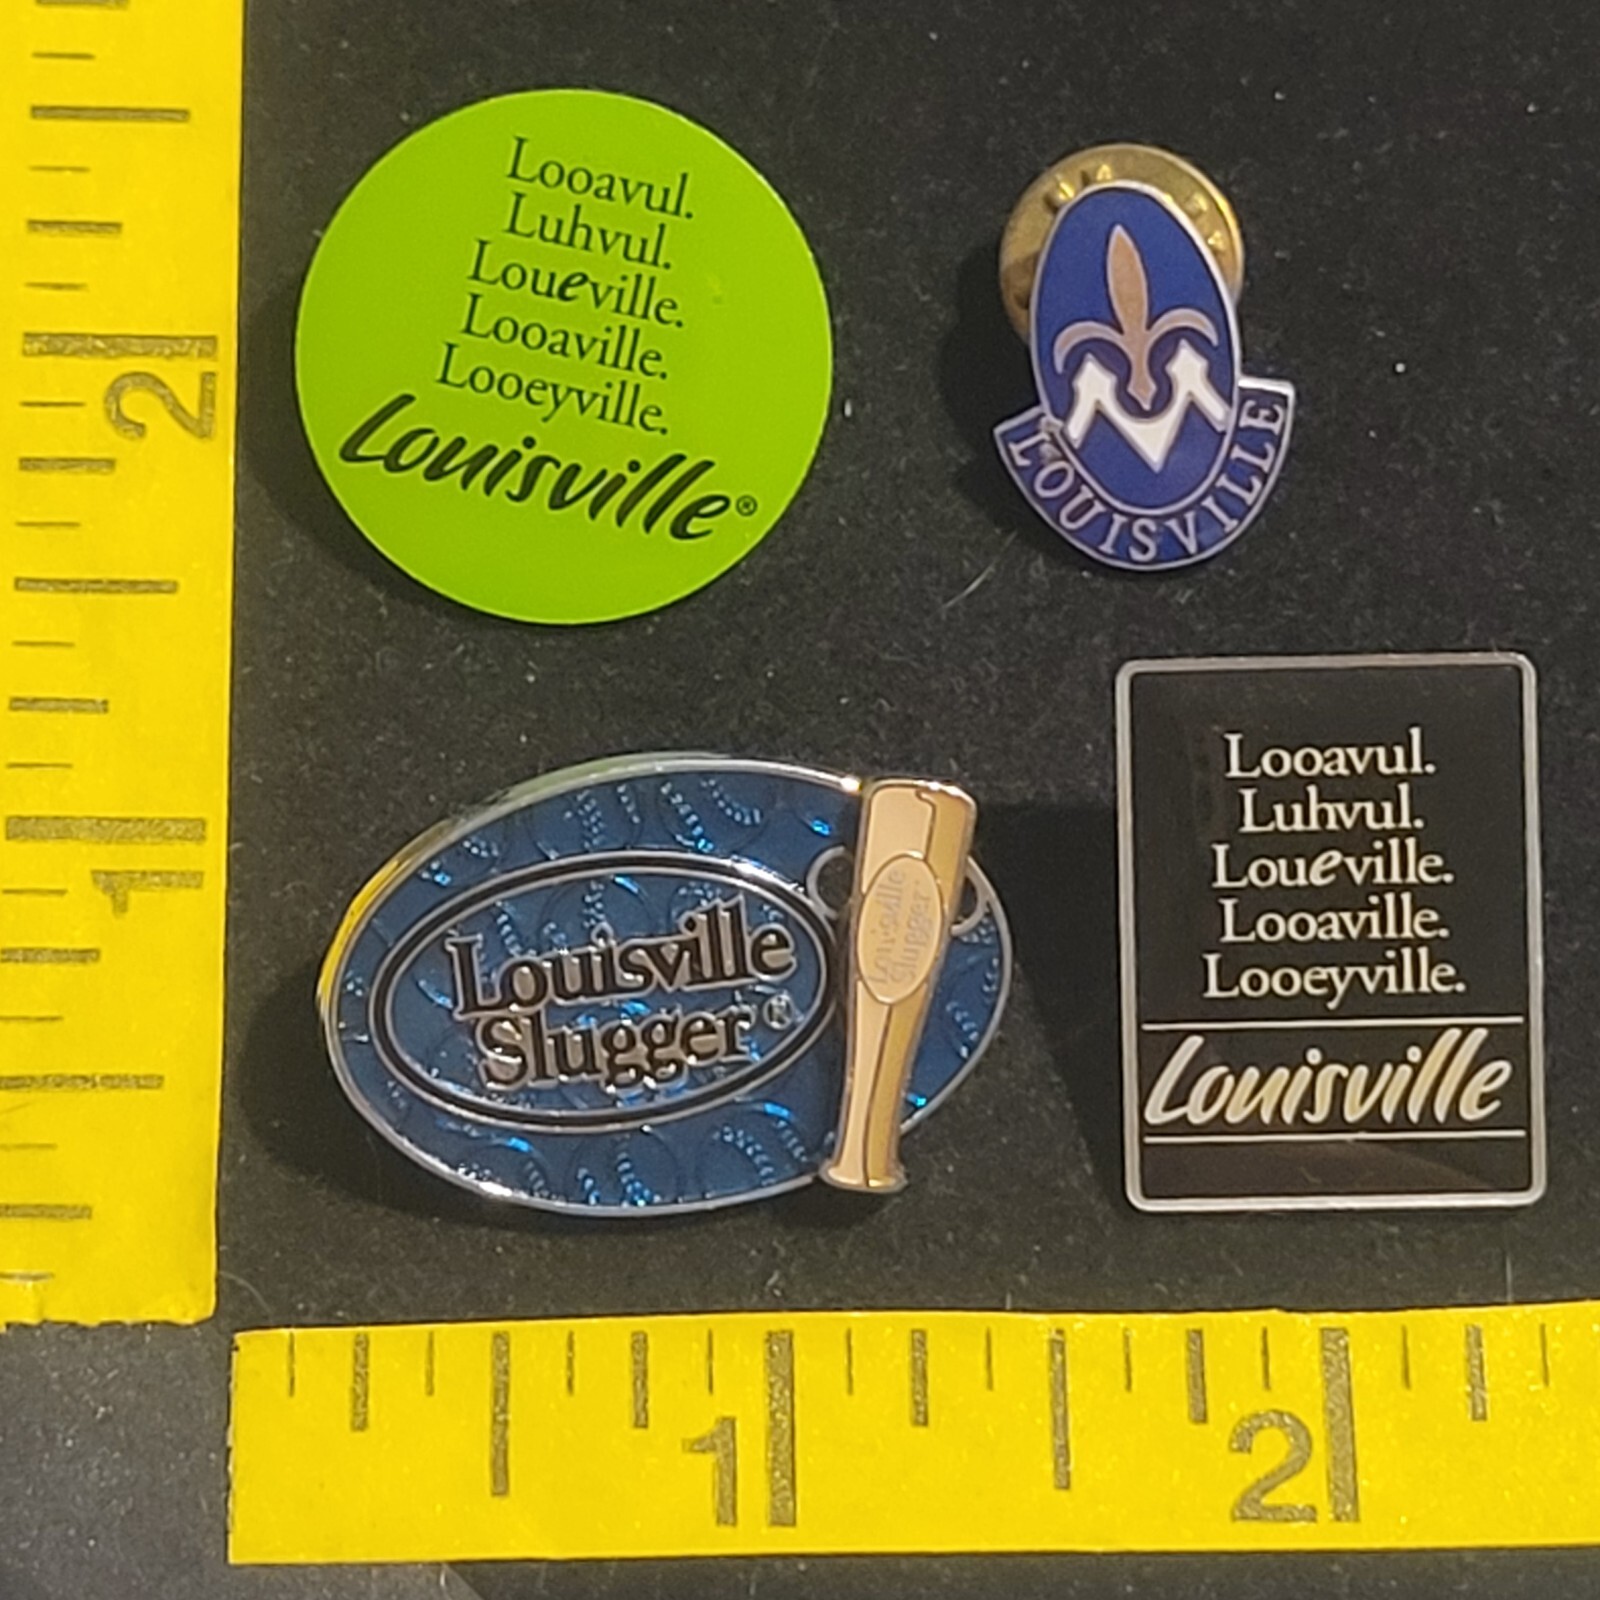 Looavul.
Luhvul.
Loueville.
Looaville.
Looeyville.
Louisville®
LOUISVILLE
Louisville
Slugger®
Louisville
Slugger
Looavul.
Luhvul.
Loueville.
Looaville.
Looeyville.
Louisville
2
1
1
2